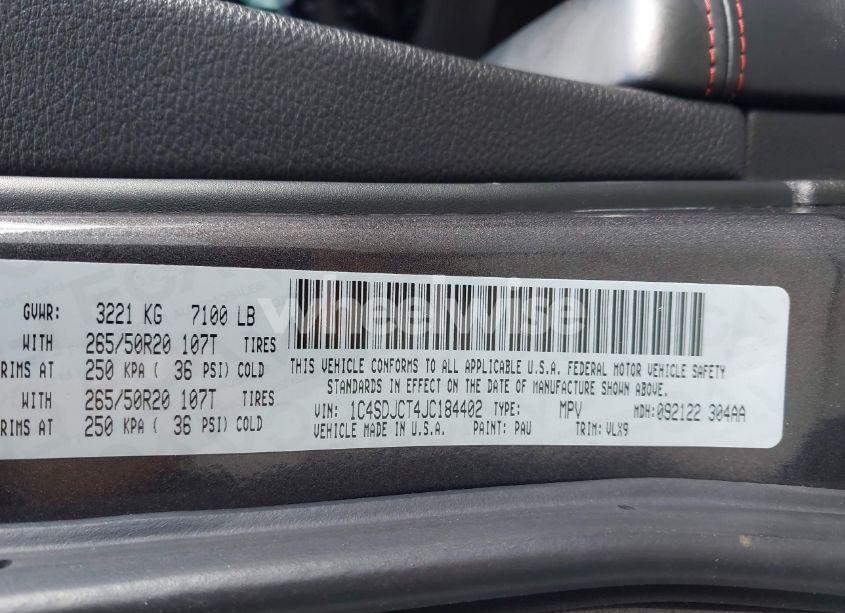 GVWR: 3221 KG 7100 LB
WITH 265/50R20 107T TIRES
RIMS AT 250 KPA ( 36 PSI) COLD
WITH 265/50R20 107T TIRES
RIMS AT 250 KPA ( 36 PSI) COLD
THIS VEHICLE CONFORMS TO ALL APPLICABLE U.S.A. FEDERAL MOTOR VEHICLE SAFETY
STANDARDS IN EFFECT ON THE DATE OF MANUFACTURE SHOWN ABOVE.
VIN: 1C4SDJCT4JC184402 TYPE: MPV MDH: 092122 304AA
VEHICLE MADE IN U.S.A. PAINT: PAU TRIM: VLX9
wheelwise